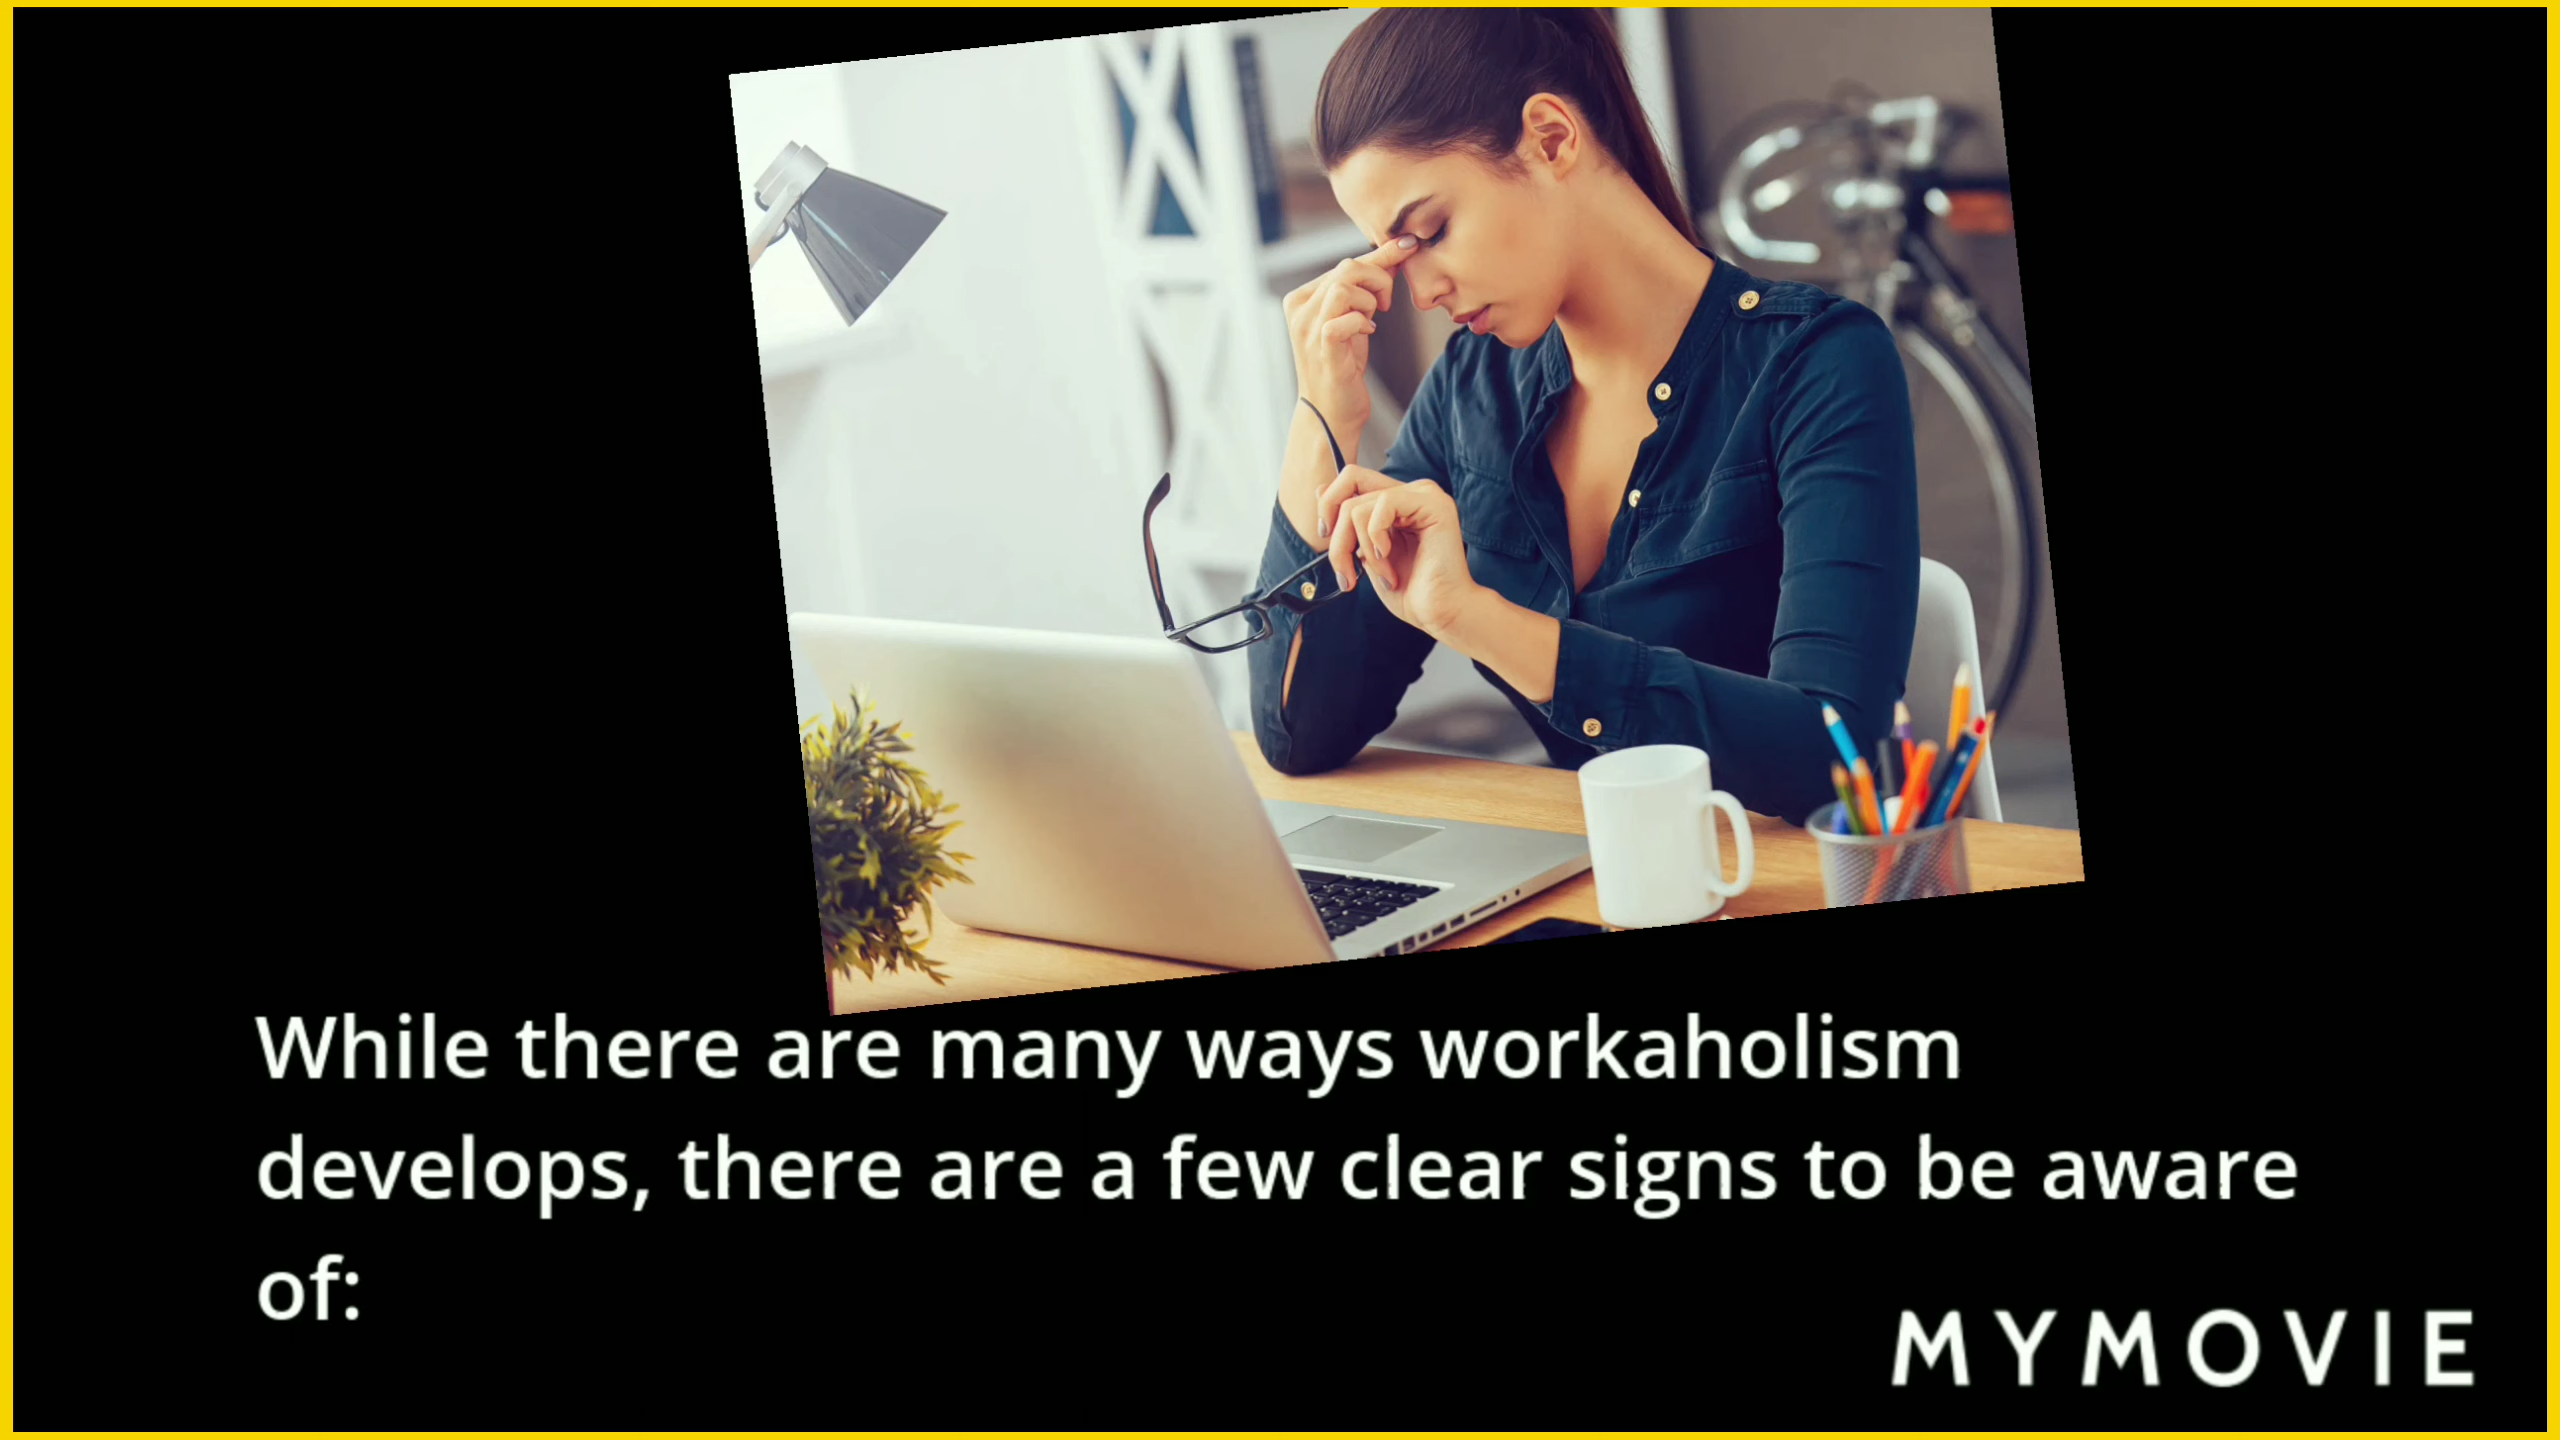 While there are many ways workaholism
develops, there are a few clear signs to be aware
of:
MYMOVIE